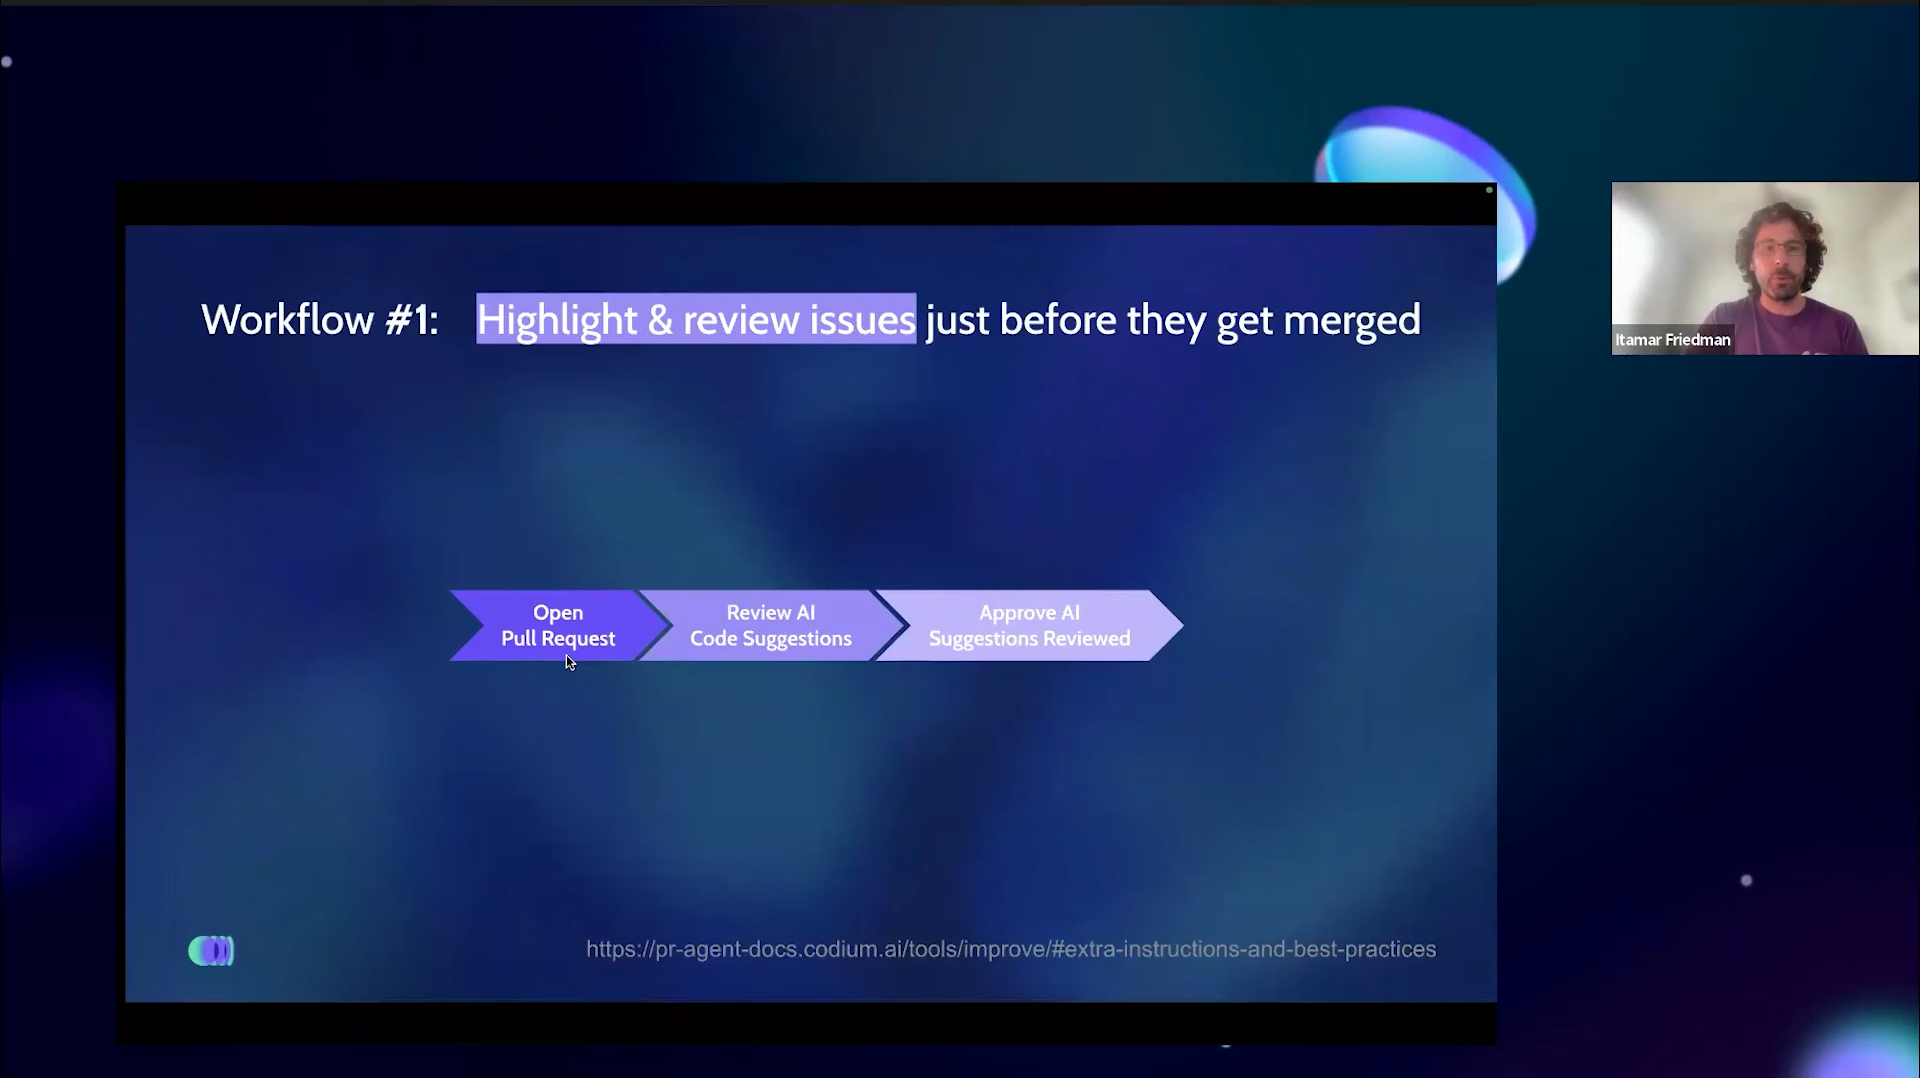 Workflow #1: Highlight & review issues just before they get merged
Itamar Friedman
Open
Pull Request
Review AI
Code Suggestions
Approve AI
Suggestions Reviewed
https://pr-agent-docs.codium.ai/tools/improve/#extra-instructions-and-best-practices